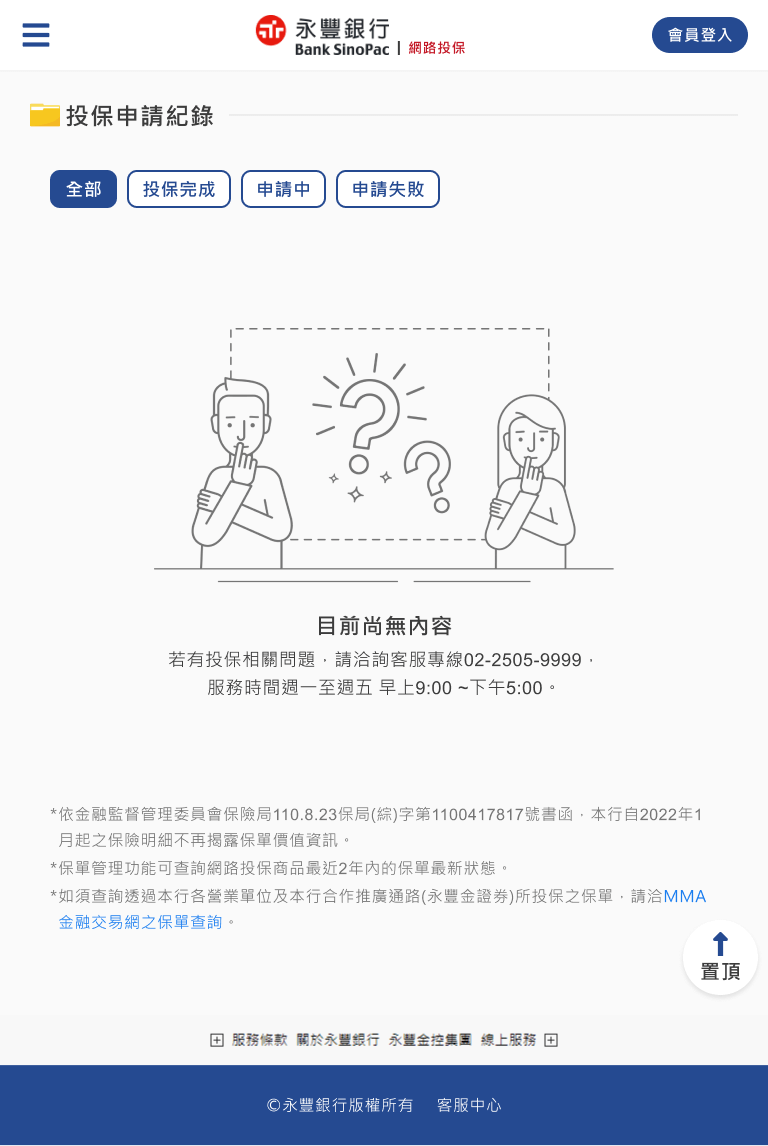 永豐銀行
Bank SinoPac | 網路投保
會員登入
投保申請紀錄
全部 投保完成 申請中 申請失敗
目前尚無內容
若有投保相關問題，請洽詢客服專線02-2505-9999，
服務時間週一至週五 早上9:00 ~下午5:00。
*依金融監督管理委員會保險局110.8.23保局(綜)字第1100417817號書函，本行自2022年1
月起之保險明細不再揭露保單價值資訊。
*保單管理功能可查詢網路投保商品最近2年內的保單最新狀態。
*如須查詢透過本行各營業單位及本行合作推廣通路(永豐金證券)所投保之保單，請洽MMA
金融交易網之保單查詢。
置頂
服務條款 關於永豐銀行 永豐金控集團 線上服務
©永豐銀行版權所有 客服中心